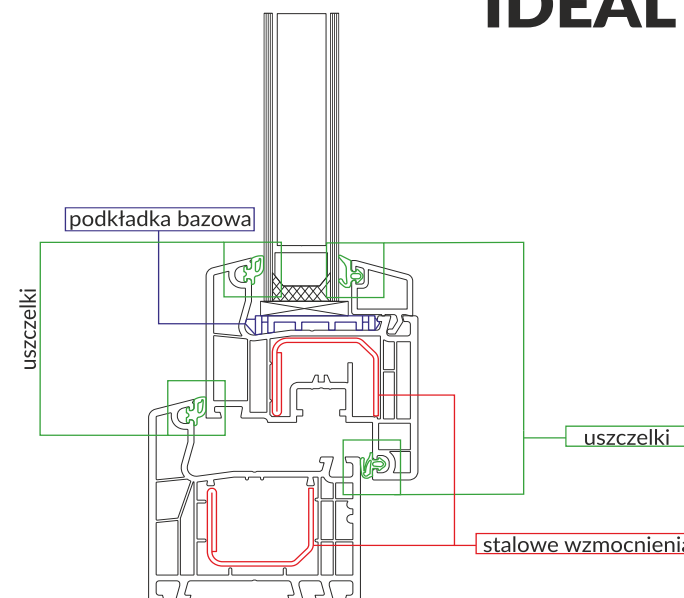 IDEAL
podkładka bazowa
uszczelki
uszczelki
stalowe wzmocnienia